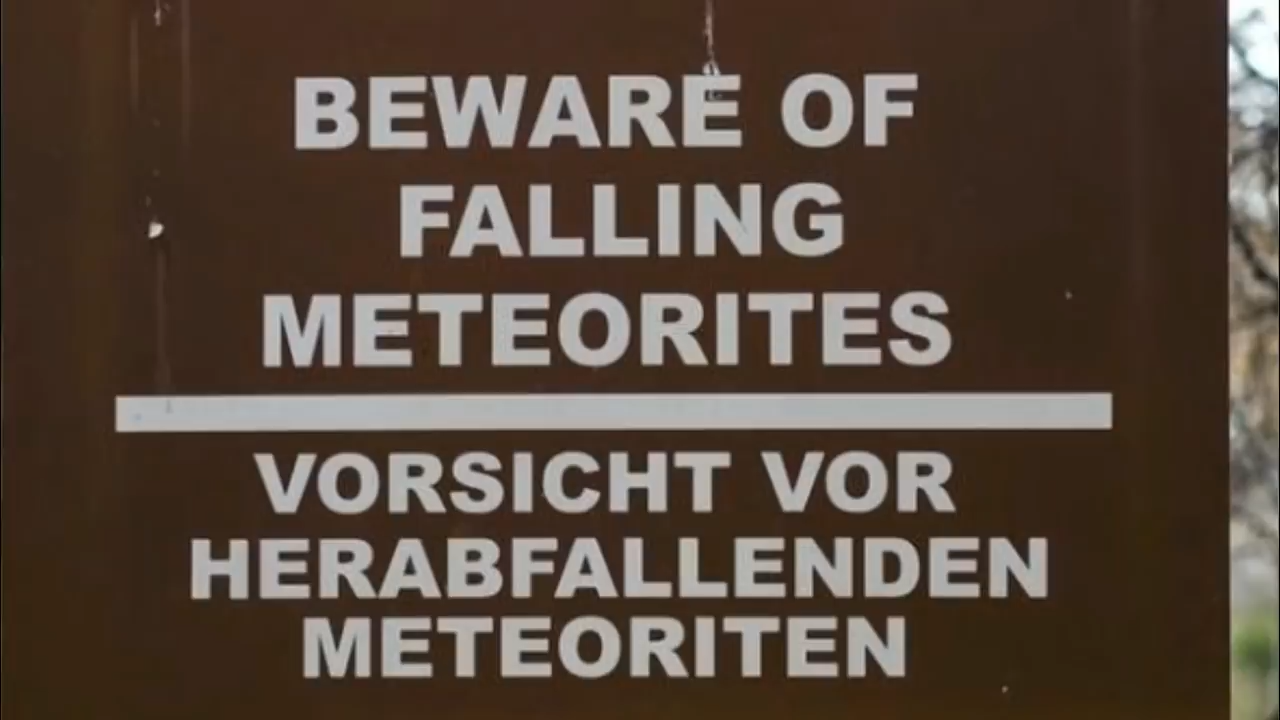 BEWARE OF
FALLING
METEORITES
VORSICHT VOR
HERABFALLENDEN
METEORITEN